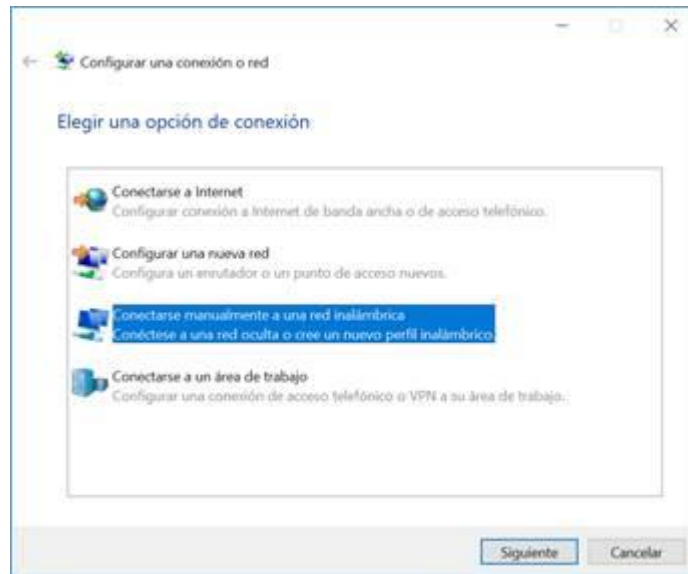 Configurar una conexión o red
Elegir una opción de conexión
Conectarse a Internet
Configurar conexión a Internet de banda ancha o de acceso telefónico.
Configurar una nueva red
Configura un enrutador o un punto de acceso nuevos.
Conectarse manualmente a una red inalámbrica
Conéctese a una red oculta o cree un nuevo perfil inalámbrico.
Conectarse a un área de trabajo
Configurar una conexión de acceso telefónico o VPN a su área de trabajo.
Siguiente Cancelar